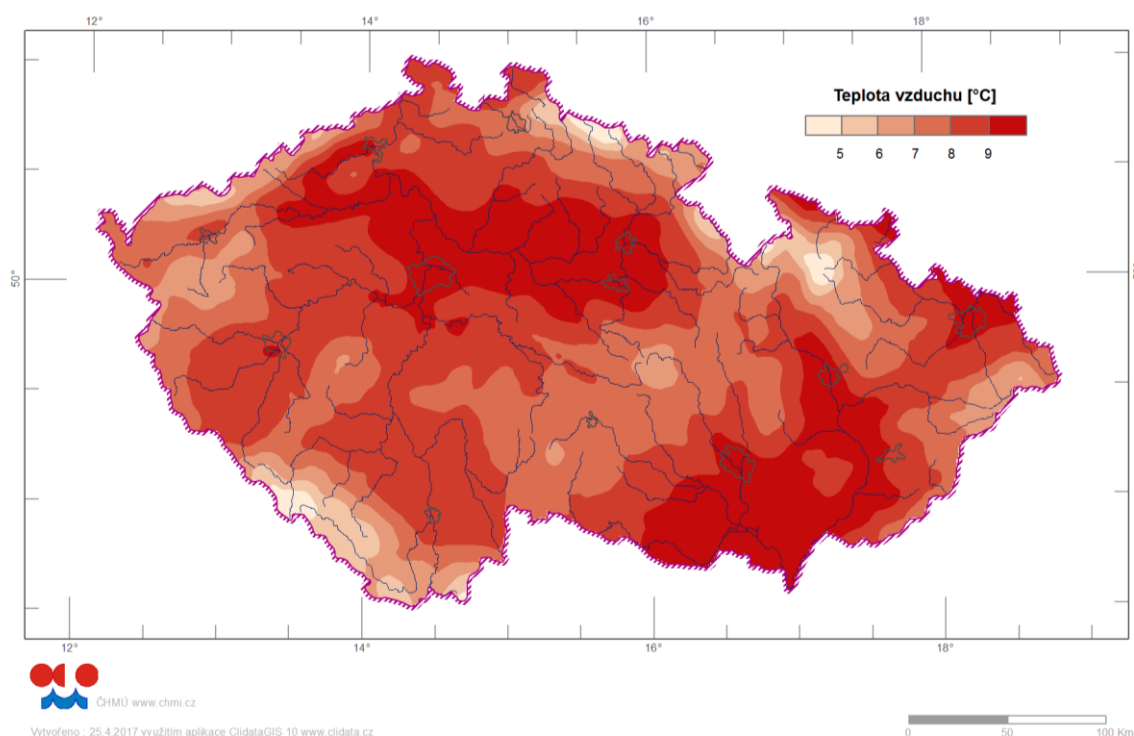 12° 14° 16° 18°
Teplota vzduchu [°C]
5 6 7 8 9
50°
12° 14° 16° 18°
ČHMÚ www.chmi.cz
Vytvořeno : 25.4.2017 využitím aplikace ClidataGIS 10 www.clidata.cz
0 50 100 Km